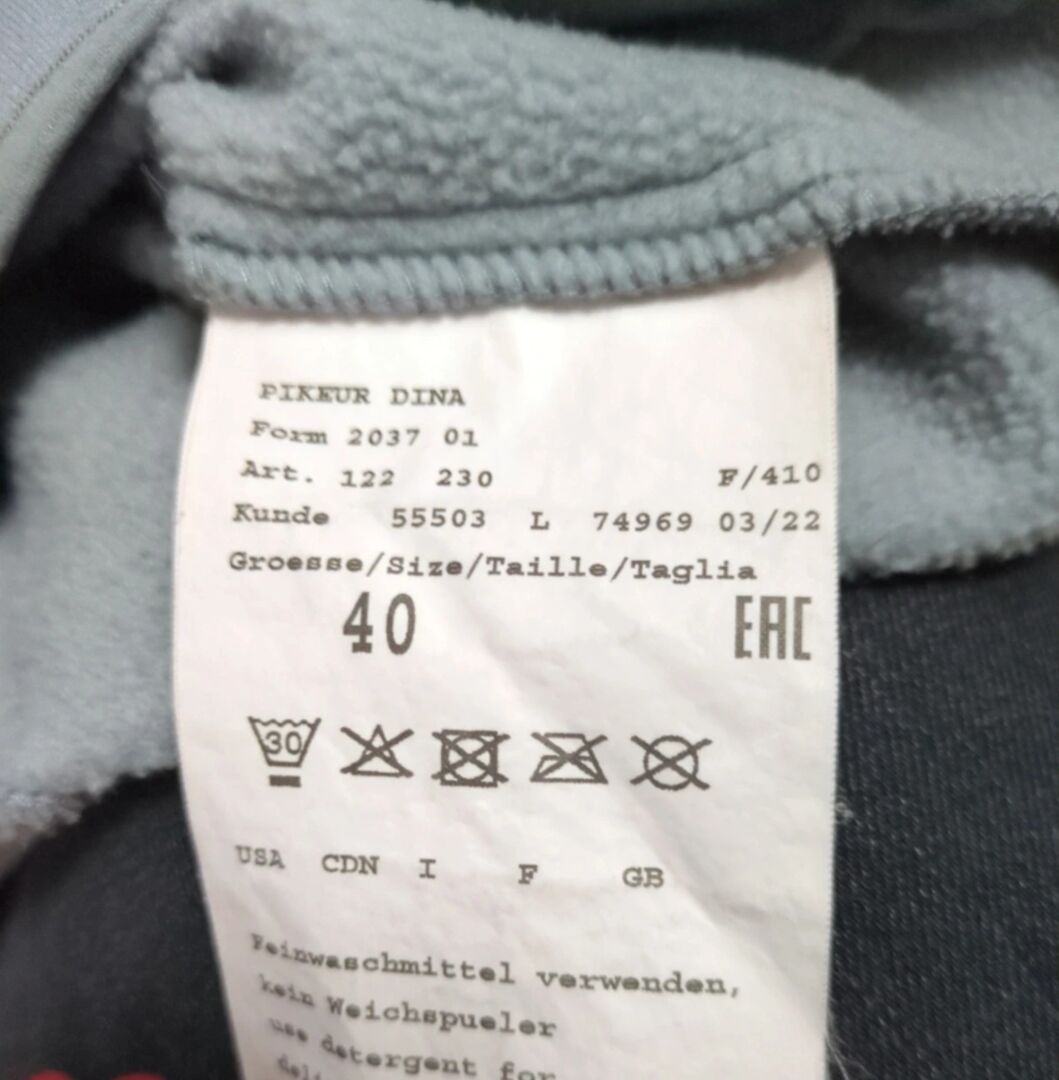 PIKEUR DINA
Form 2037 01
Art. 122 230 F/410
Kunde 55503 L 74969 03/22
Groesse/Size/Taille/Taglia
40 EAC
30
USA CDN I F GB
Feinwaschmittel verwenden,
kein Weichspueler
use detergent for